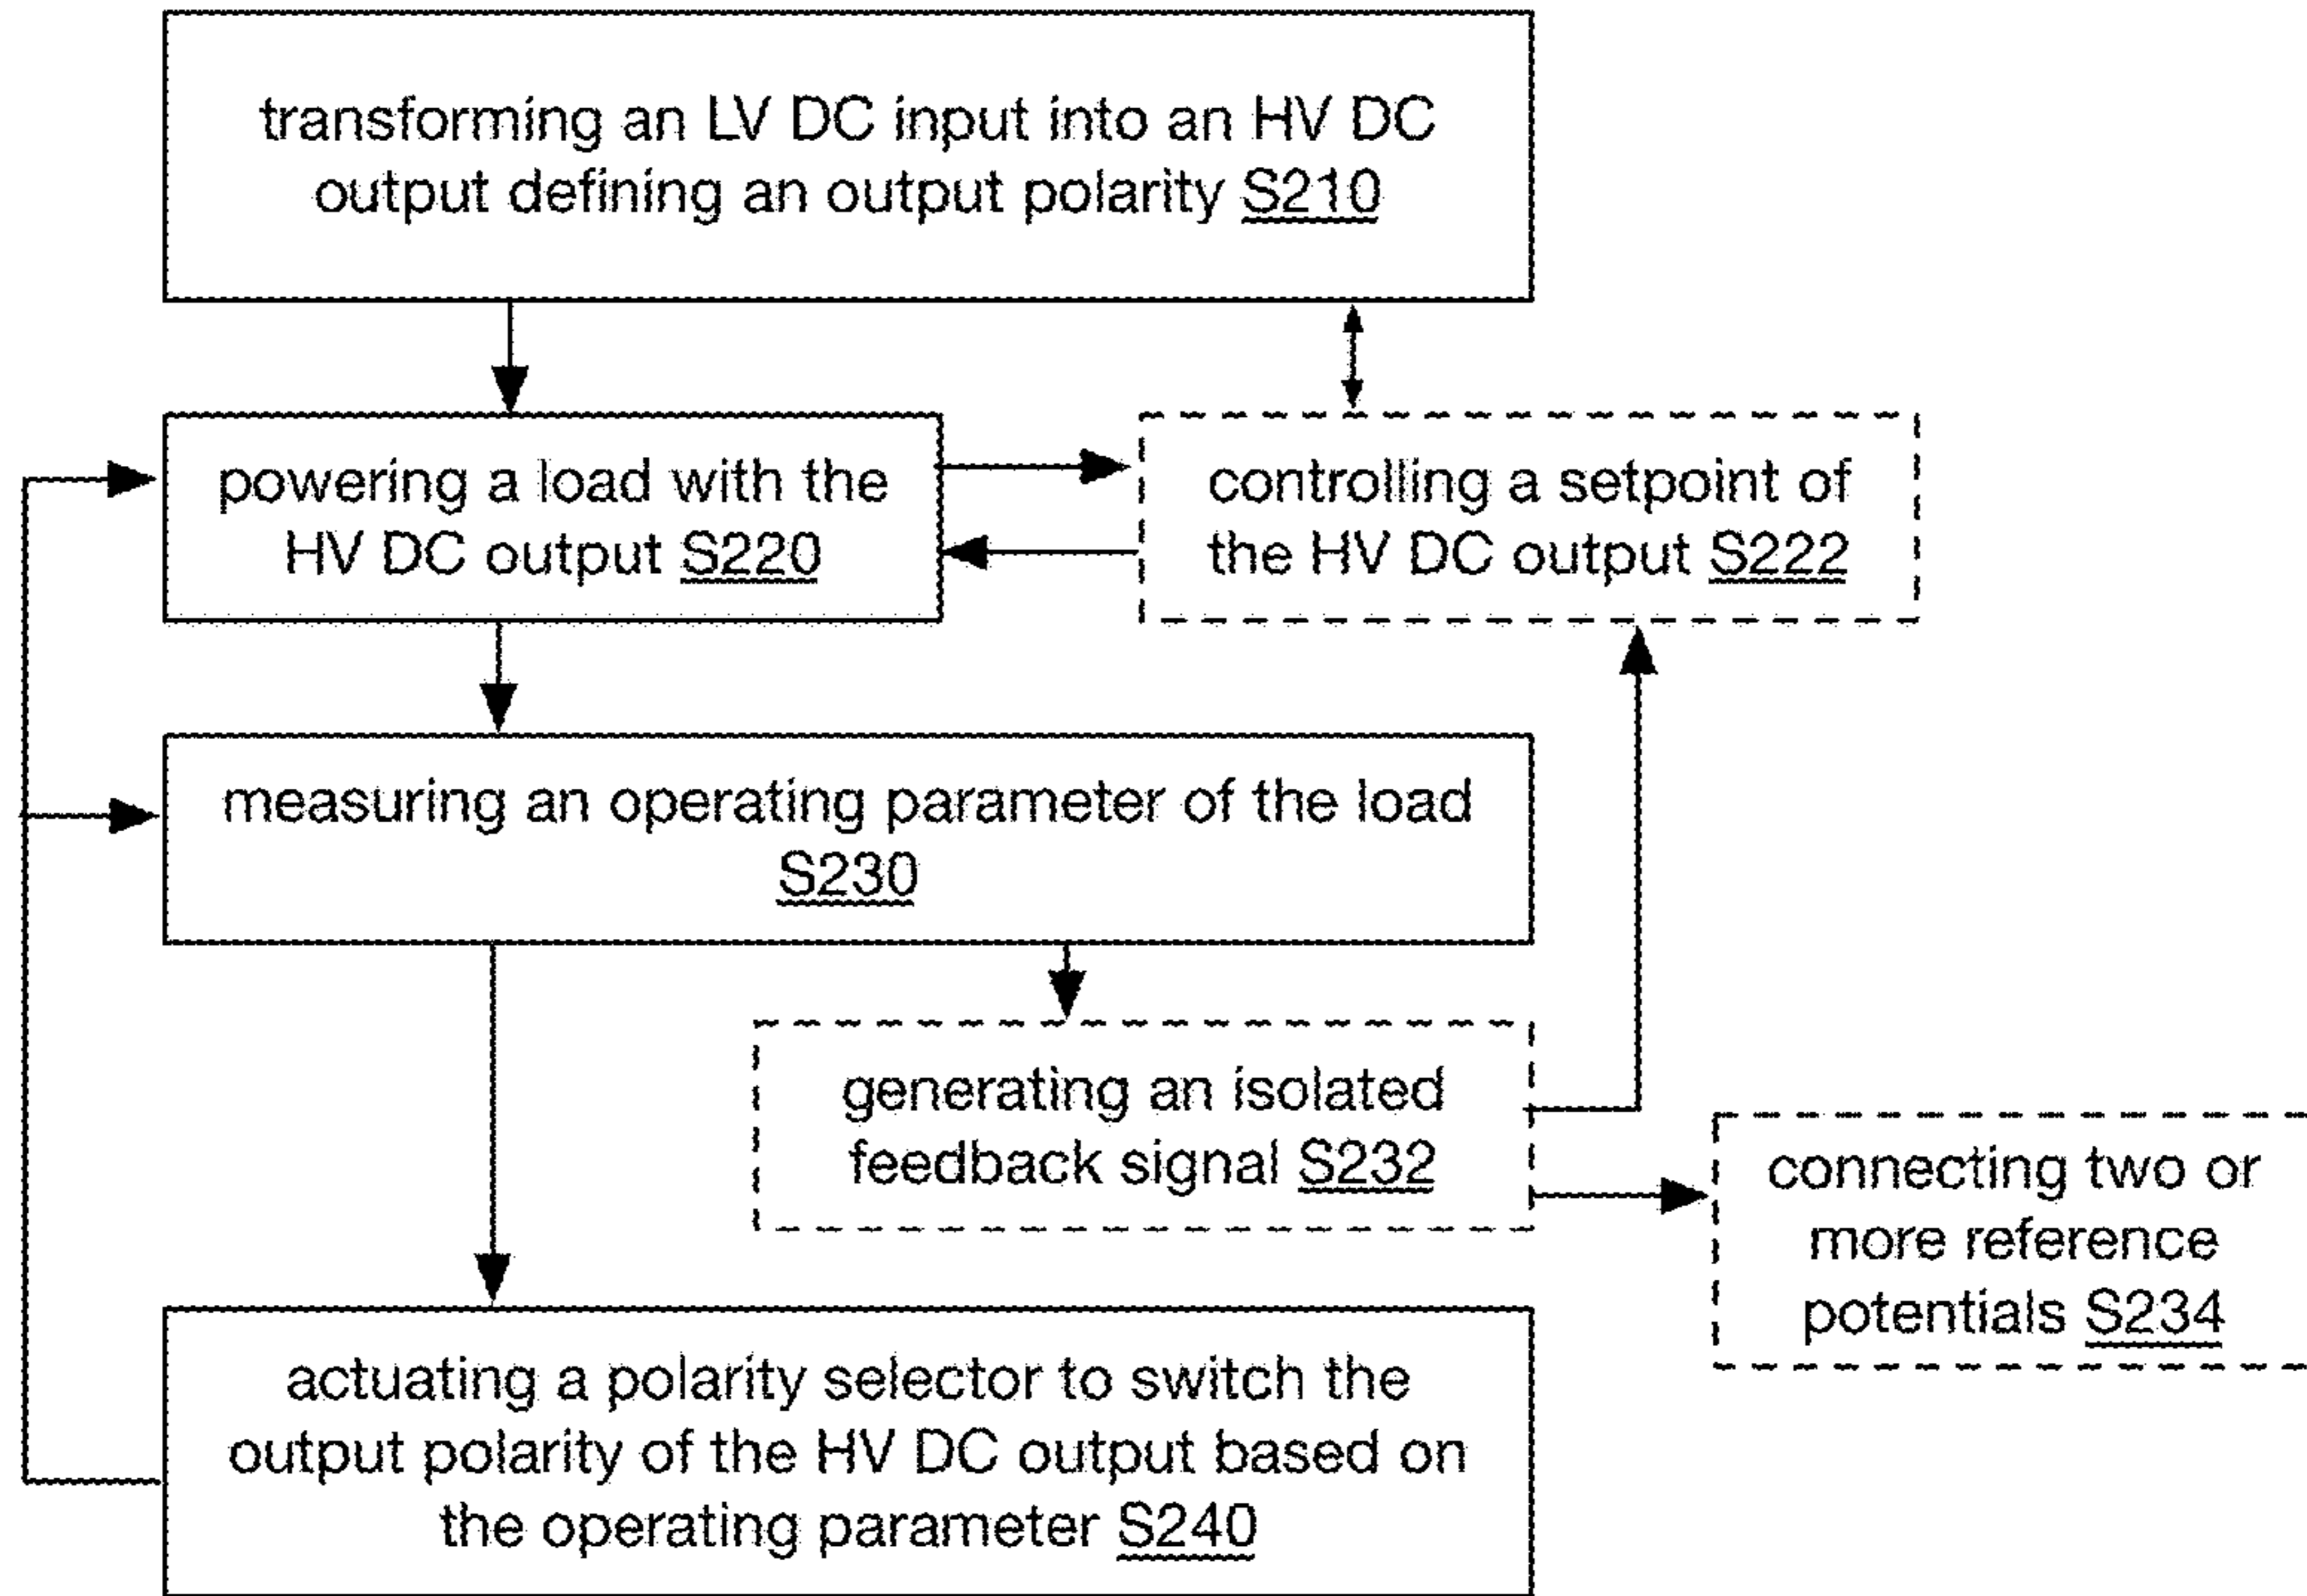 transforming an LV DC input into an HV DC
output defining an output polarity S210
powering a load with the
HV DC output S220
controlling a setpoint of
the HV DC output S222
measuring an operating parameter of the load
S230
generating an isolated
feedback signal S232
connecting two or
more reference
potentials S234
actuating a polarity selector to switch the
output polarity of the HV DC output based on
the operating parameter S240